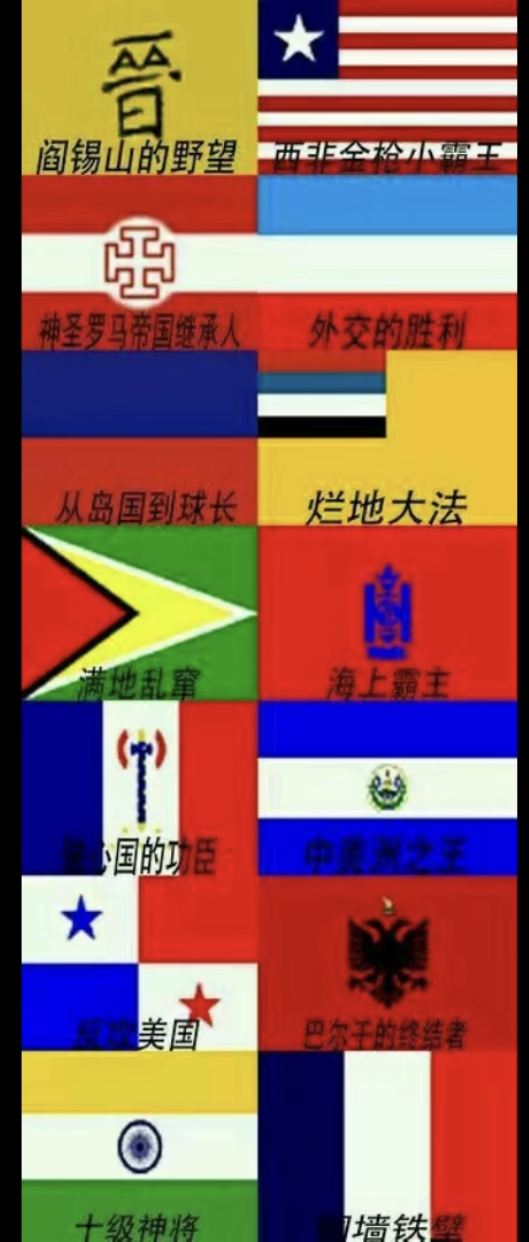 晉
阎锡山的野望
西非金枪小霸王
神圣罗马帝国继承人
外交的胜利
从岛国到球长
烂地大法
满地乱窜
海上霸主
心国的功臣
中美洲之王
反攻美国
巴尔干的终结者
十级神将
墙铁壁